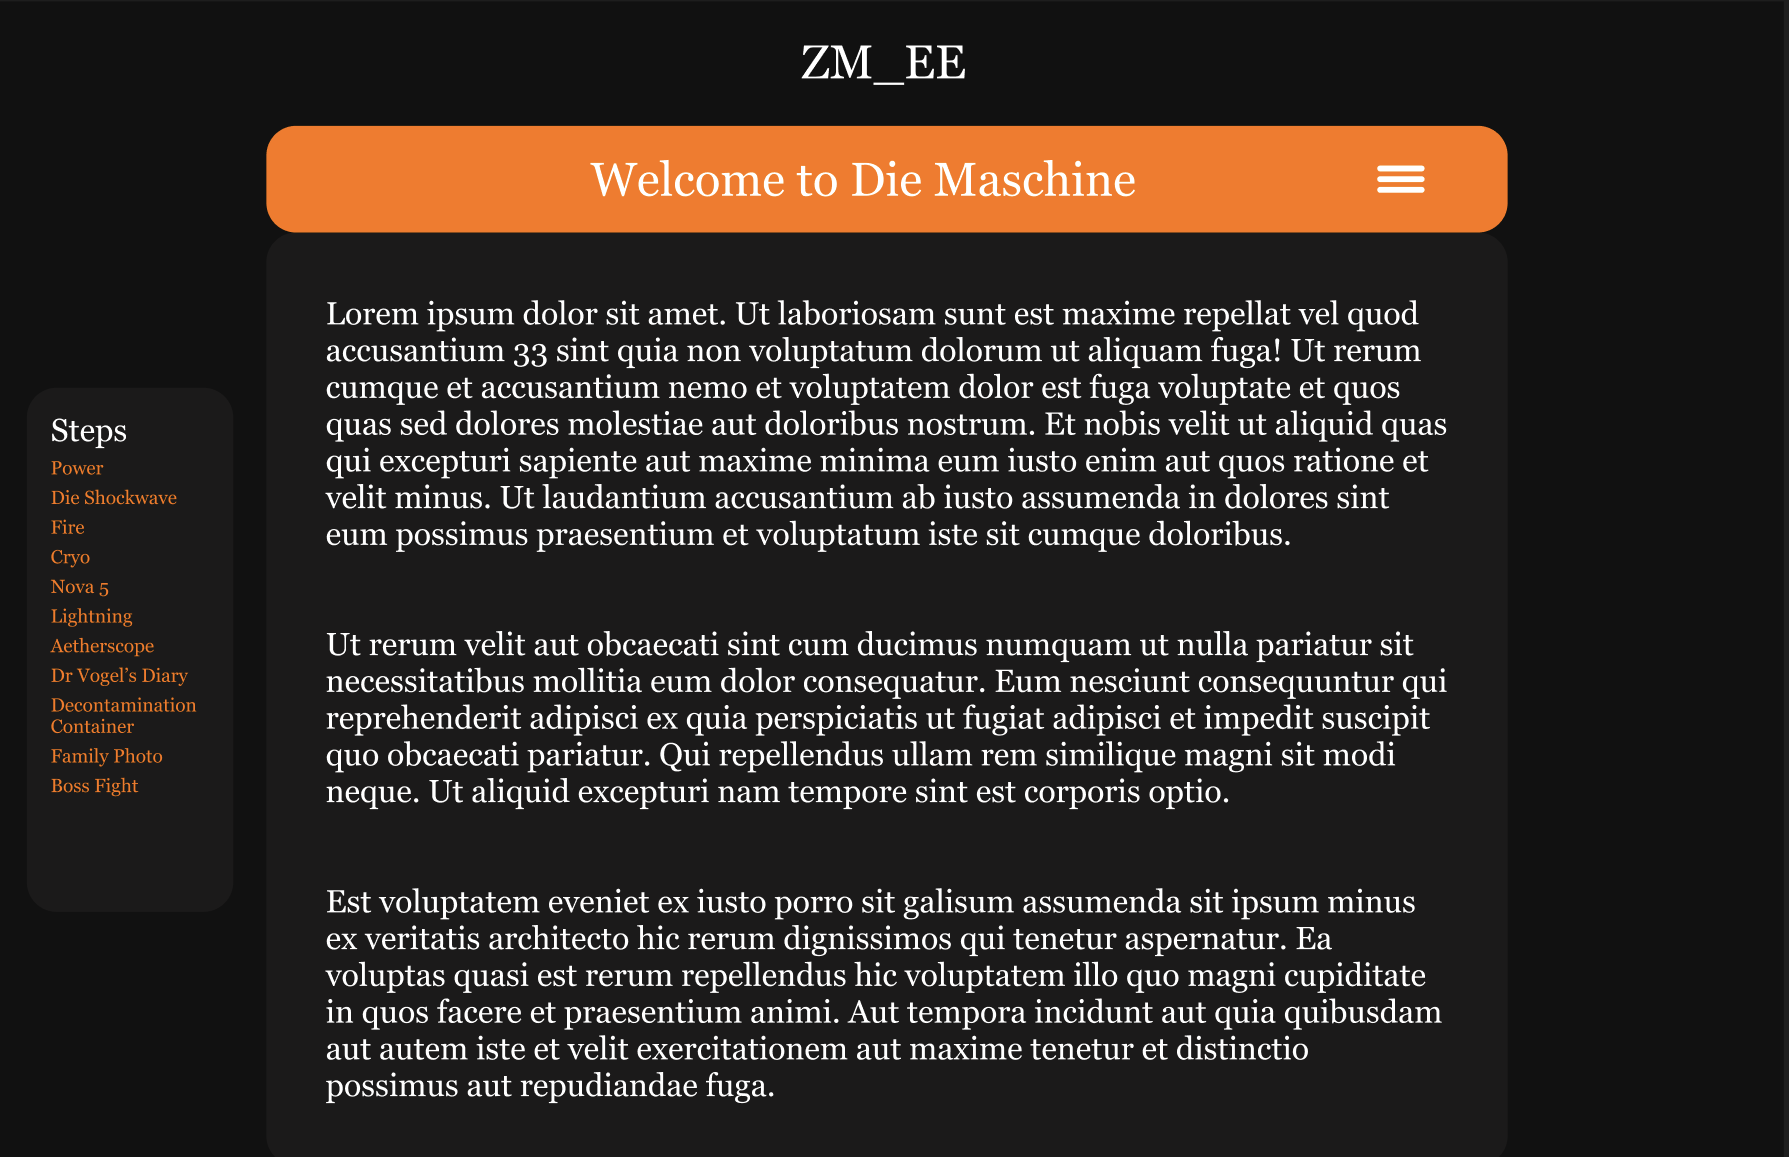 ZM_EE
Welcome to Die Maschine
Steps
Power
Die Shockwave
Fire
Cryo
Nova 5
Lightning
Aetherscope
Dr Vogel’s Diary
Decontamination
Container
Family Photo
Boss Fight
Lorem ipsum dolor sit amet. Ut laboriosam sunt est maxime repellat vel quod
accusantium 33 sint quia non voluptatum dolorum ut aliquam fuga! Ut rerum
cumque et accusantium nemo et voluptatem dolor est fuga voluptate et quos
quas sed dolores molestiae aut doloribus nostrum. Et nobis velit ut aliquid quas
qui excepturi sapiente aut maxime minima eum iusto enim aut quos ratione et
velit minus. Ut laudantium accusantium ab iusto assumenda in dolores sint
eum possimus praesentium et voluptatum iste sit cumque doloribus.
Ut rerum velit aut obcaecati sint cum ducimus numquam ut nulla pariatur sit
necessitatibus mollitia eum dolor consequatur. Eum nesciunt consequuntur qui
reprehenderit adipisci ex quia perspiciatis ut fugiat adipisci et impedit suscipit
quo obcaecati pariatur. Qui repellendus ullam rem similique magni sit modi
neque. Ut aliquid excepturi nam tempore sint est corporis optio.
Est voluptatem eveniet ex iusto porro sit galisum assumenda sit ipsum minus
ex veritatis architecto hic rerum dignissimos qui tenetur aspernatur. Ea
voluptas quasi est rerum repellendus hic voluptatem illo quo magni cupiditate
in quos facere et praesentium animi. Aut tempora incidunt aut quia quibusdam
aut autem iste et velit exercitationem aut maxime tenetur et distinctio
possimus aut repudiandae fuga.